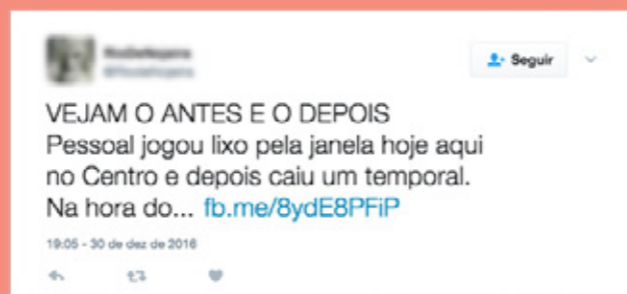 Seguir
VEJAM O ANTES E O DEPOIS
Pessoal jogou lixo pela janela hoje aqui
no Centro e depois caiu um temporal.
Na hora do... fb.me/8ydE8PFiP
19:05 - 30 de dez de 2016